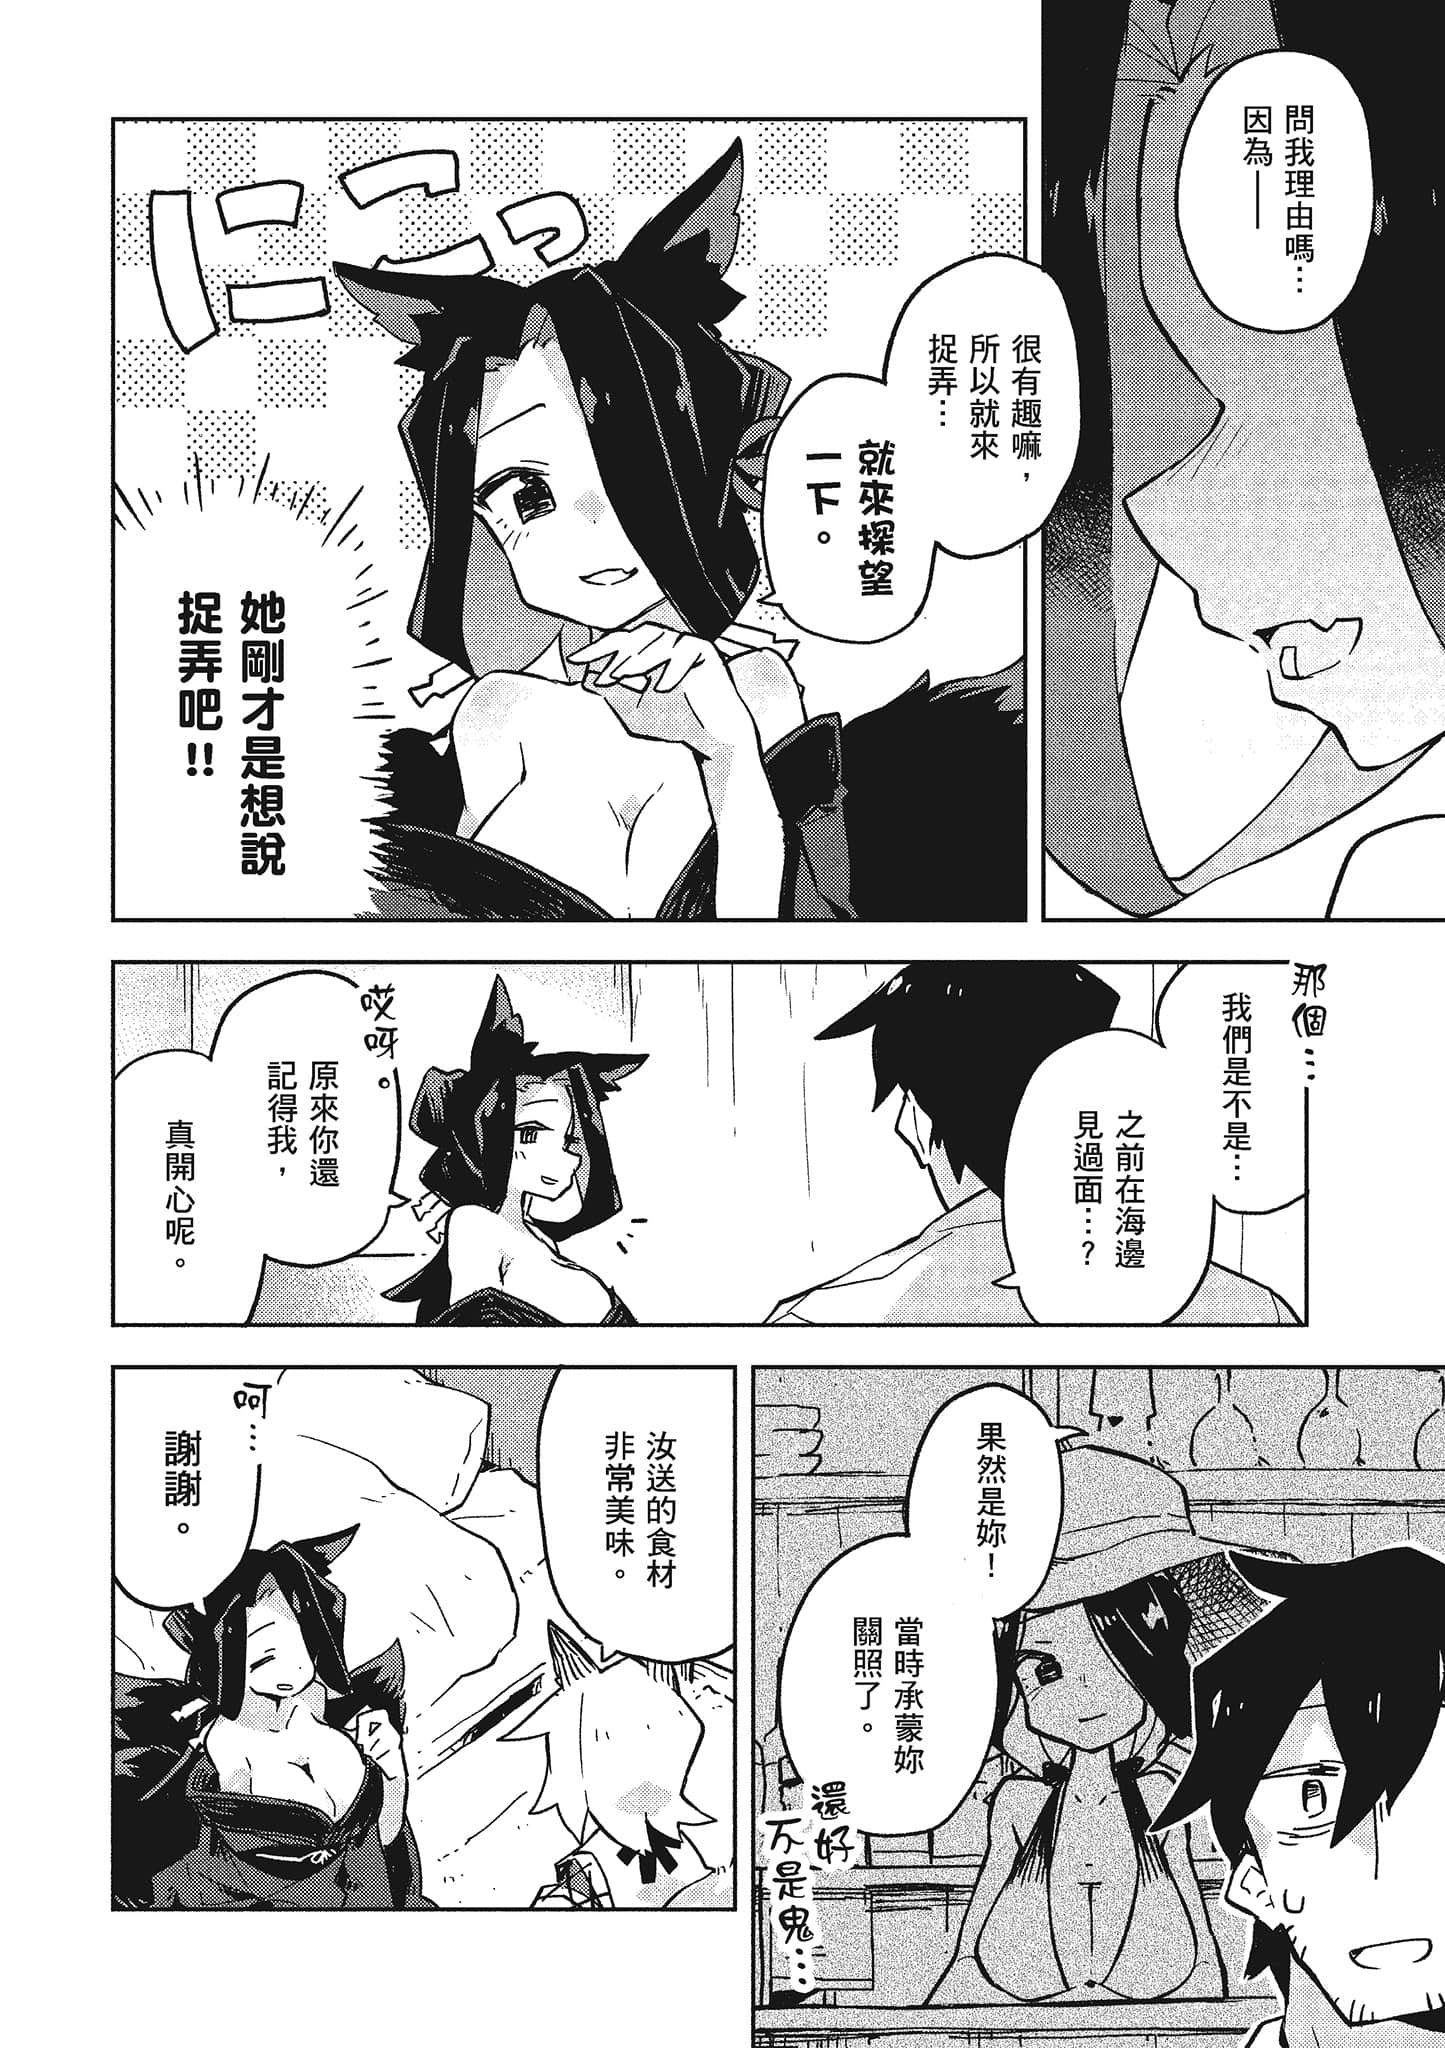 問我理由嗎…
因為——
很有趣嘛，
所以就來
捉弄…
就來探望
一下。
にこっ
她剛才是想說
捉弄吧!!
那個…
我們是不是…
之前在海邊
見過面…？
哎呀。
原來你還
記得我，
真開心呢。
果然是妳！
當時承蒙妳
關照了。
還好
不是鬼…
汝送的食材
非常美味。
呵…
謝謝。